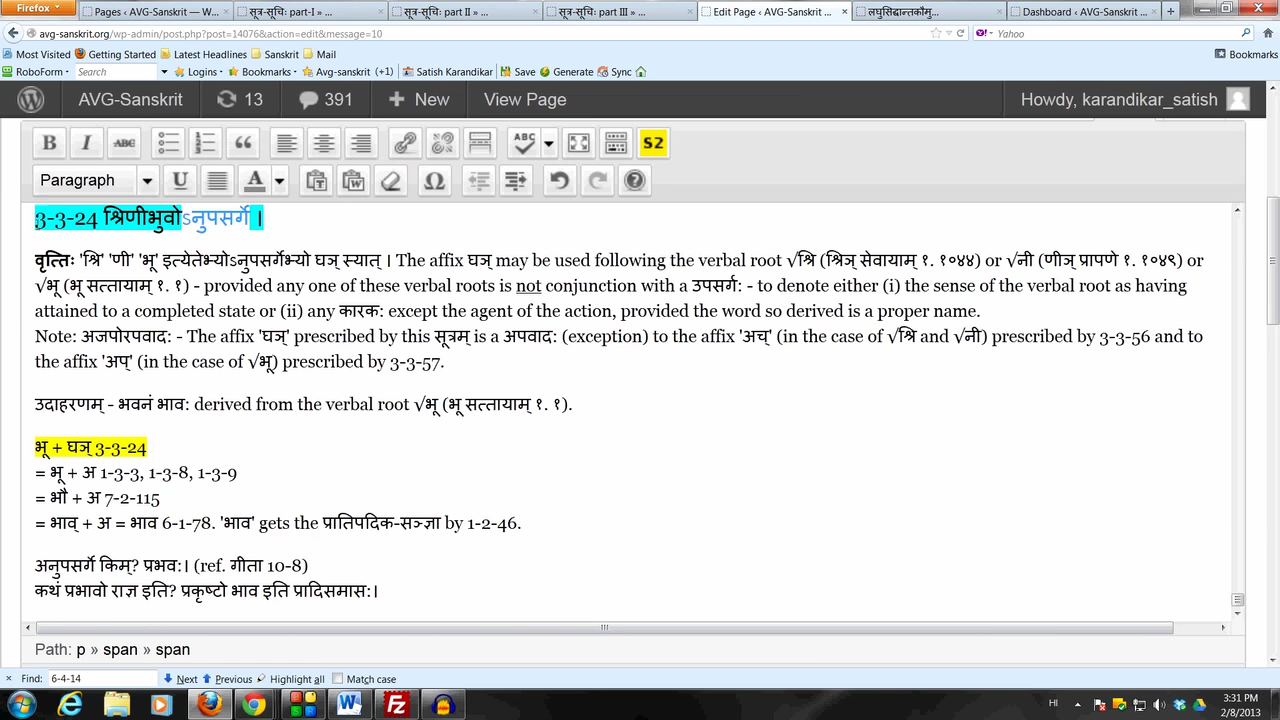 Firefox
Pages ‹ AVG-Sanskrit — W...
सूत्र-सूचिः part-I » ...
सूत्र-सूचिः part II » ...
सूत्र-सूचिः part III » ...
Edit Page ‹ AVG-Sanskrit ...
लघुसिद्धान्तकौम्...
Dashboard ‹ AVG-Sanskrit ...
avg-sanskrit.org/wp-admin/post.php?post=14076&action=edit&message=10
Yahoo
Most Visited Getting Started Latest Headlines Sanskrit Mail
Bookmarks
RoboForm Search Logins Bookmarks Avg-sanskrit (+1) Satish Karandikar Save Generate Sync
AVG-Sanskrit 13 391 + New View Page
Howdy, karandikar_satish
B I ABC ABC S2
Paragraph U A Ω
3-3-24 श्रिणीभुवोऽनुपसर्गे ।
वृत्तिः 'श्रि' 'णी' 'भू' इत्येतेभ्योऽनुपसर्गेभ्यो घञ् स्यात् । The affix घञ् may be used following the verbal root √श्रि (श्रिञ् सेवायाम् १. १०४४) or √नी (णीञ् प्रापणे १. १०४९) or
√भू (भू सत्तायाम् १. १) - provided any one of these verbal roots is not conjunction with a उपसर्ग: - to denote either (i) the sense of the verbal root as having
attained to a completed state or (ii) any कारक: except the agent of the action, provided the word so derived is a proper name.
Note: अजपोरपवाद: - The affix 'घञ्' prescribed by this सूत्रम् is a अपवाद: (exception) to the affix 'अच्' (in the case of √श्रि and √नी) prescribed by 3-3-56 and to
the affix 'अप्' (in the case of √भू) prescribed by 3-3-57.
उदाहरणम् - भवनं भाव: derived from the verbal root √भू (भू सत्तायाम् १. १).
भू + घञ् 3-3-24
= भू + अ 1-3-3, 1-3-8, 1-3-9
= भौ + अ 7-2-115
= भाव् + अ = भाव 6-1-78. 'भाव' gets the प्रातिपदिक-सञ्ज्ञा by 1-2-46.
अनुपसर्गे किम्? प्रभव:। (ref. गीता 10-8)
कथं प्रभावो राज्ञ इति? प्रकृष्टो भाव इति प्रादिसमास:।
Path: p » span » span
× Find: 6-4-14 Next Previous Highlight all Match case
HI
3:31 PM
2/8/2013